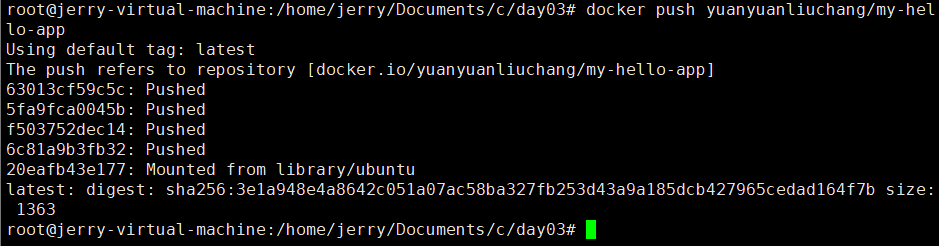 root@jerry-virtual-machine:/home/jerry/Documents/c/day03# docker push yuanyuanliuchang/my-hel
lo-app
Using default tag: latest
The push refers to repository [docker.io/yuanyuanliuchang/my-hello-app]
63013cf59c5c: Pushed
5fa9fca0045b: Pushed
f503752dec14: Pushed
6c81a9b3fb32: Pushed
20eafb43e177: Mounted from library/ubuntu
latest: digest: sha256:3e1a948e4a8642c051a07ac58ba327fb253d43a9a185dcb427965cedad164f7b size:
 1363
root@jerry-virtual-machine:/home/jerry/Documents/c/day03#